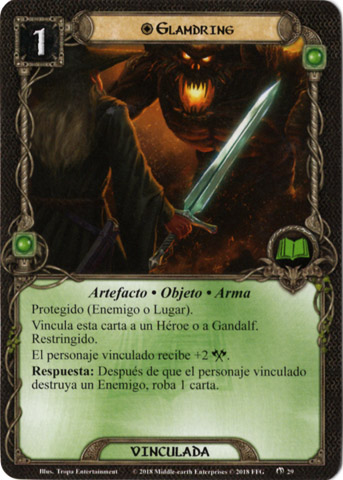 1
GLAMDRING
Artefacto • Objeto • Arma
Protegido (Enemigo o Lugar).
Vincula esta carta a un Héroe o a Gandalf.
Restringido.
El personaje vinculado recibe +2
Respuesta: Después de que el personaje vinculado
destruya un Enemigo, roba 1 carta.
VINCULADA
Illus. Tropa Entertainment © 2018 Middle-earth Enterprises © 2018 FFG 29